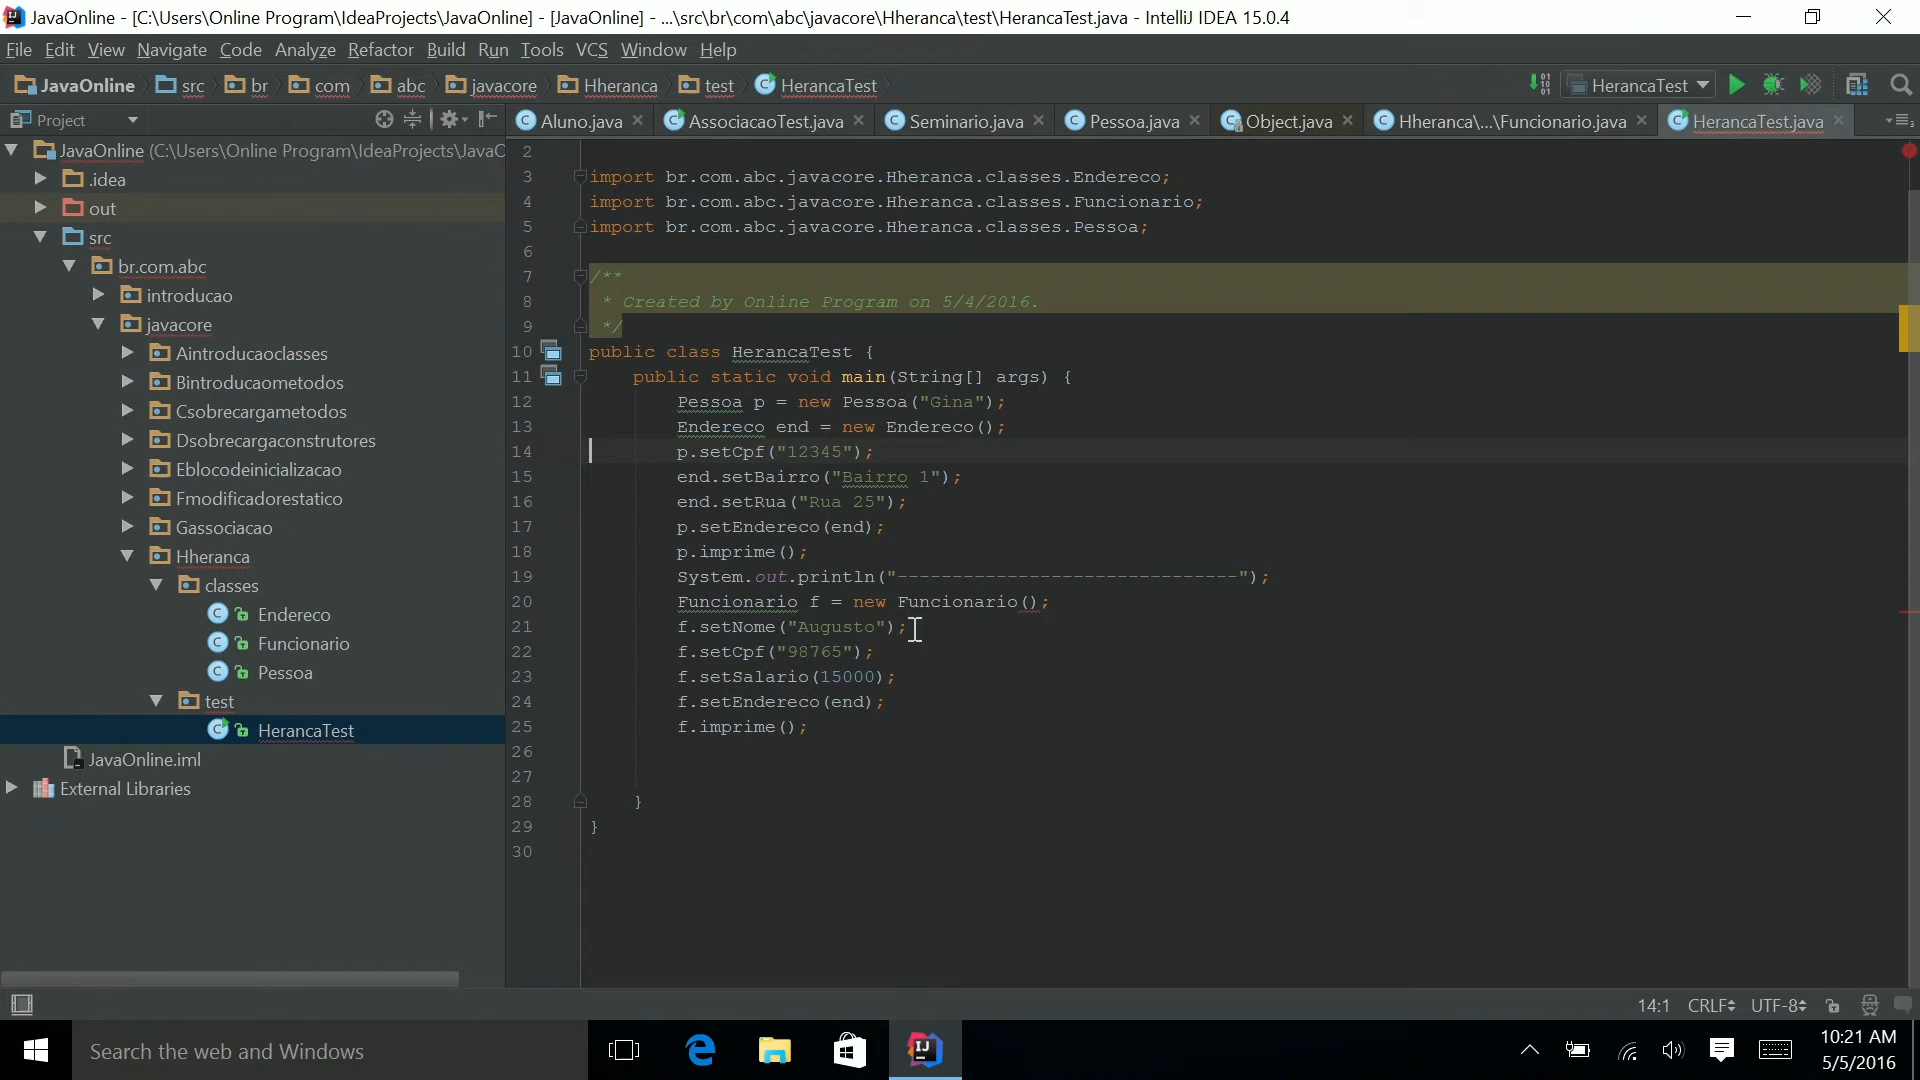 JavaOnline - [C:\Users\Online Program\IdeaProjects\JavaOnline] - [JavaOnline] - ...\src\br\com\abc\javacore\Hheranca\test\HerancaTest.java - IntelliJ IDEA 15.0.4
File Edit View Navigate Code Analyze Refactor Build Run Tools VCS Window Help
JavaOnline src br com abc javacore Hheranca test HerancaTest HerancaTest
Project Aluno.java AssociacaoTest.java Seminario.java Pessoa.java Object.java Hheranca\...\Funcionario.java HerancaTest.java
JavaOnline (C:\Users\Online Program\IdeaProjects\JavaO
.idea
out
src
br.com.abc
introducao
javacore
Aintroducaoclasses
Bintroducaometodos
Csobrecargametodos
Dsobrecargaconstrutores
Eblocodeinicializacao
Fmodificadorestatico
Gassociacao
Hheranca
classes
Endereco
Funcionario
Pessoa
test
HerancaTest
JavaOnline.iml
External Libraries
2
3 import br.com.abc.javacore.Hheranca.classes.Endereco;
4 import br.com.abc.javacore.Hheranca.classes.Funcionario;
5 import br.com.abc.javacore.Hheranca.classes.Pessoa;
6
7 /**
8 * Created by Online Program on 5/4/2016.
9 */
10 public class HerancaTest {
11 public static void main(String[] args) {
12 Pessoa p = new Pessoa("Gina");
13 Endereco end = new Endereco();
14 p.setCpf("12345");
15 end.setBairro("Bairro 1");
16 end.setRua("Rua 25");
17 p.setEndereco(end);
18 p.imprime();
19 System.out.println("-------------------------------");
20 Funcionario f = new Funcionario();
21 f.setNome("Augusto");
22 f.setCpf("98765");
23 f.setSalario(15000);
24 f.setEndereco(end);
25 f.imprime();
26
27
28 }
29 }
30
14:1 CRLF UTF-8
Search the web and Windows
10:21 AM
5/5/2016